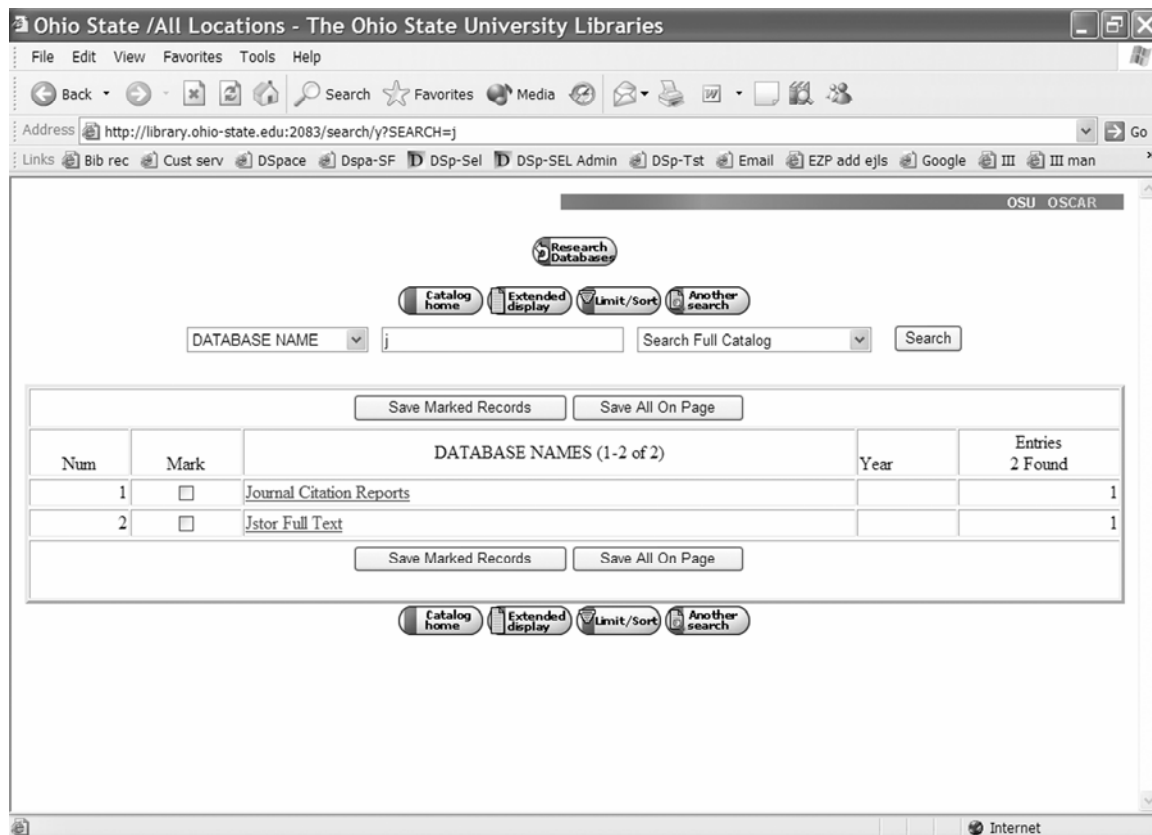 Ohio State /All Locations - The Ohio State University Libraries
File Edit View Favorites Tools Help
Back Search Favorites Media
Address http://library.ohio-state.edu:2083/search/y?SEARCH=j Go
Links Bib rec Cust serv DSpace Dspa-SF DSp-Sel DSp-SEL Admin DSp-Tst Email EZP add ejls Google III III man »
OSU OSCAR
Research
Databases
Catalog home Extended display Limit/Sort Another search
DATABASE NAME j Search Full Catalog Search
Save Marked Records Save All On Page
Num Mark DATABASE NAMES (1-2 of 2) Year Entries 2 Found
1 Journal Citation Reports 1
2 Jstor Full Text 1
Save Marked Records Save All On Page
Catalog home Extended display Limit/Sort Another search
Internet